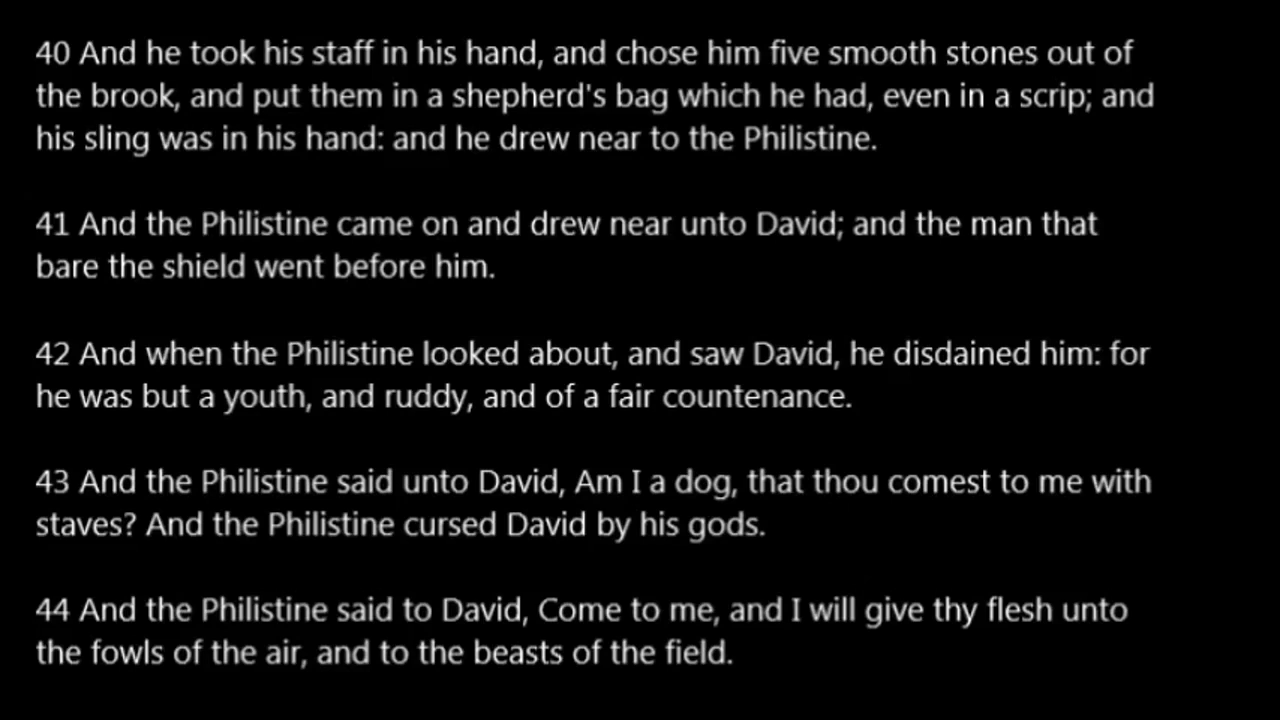 40 And he took his staff in his hand, and chose him five smooth stones out of
the brook, and put them in a shepherd's bag which he had, even in a scrip; and
his sling was in his hand: and he drew near to the Philistine.
41 And the Philistine came on and drew near unto David; and the man that
bare the shield went before him.
42 And when the Philistine looked about, and saw David, he disdained him: for
he was but a youth, and ruddy, and of a fair countenance.
43 And the Philistine said unto David, Am I a dog, that thou comest to me with
staves? And the Philistine cursed David by his gods.
44 And the Philistine said to David, Come to me, and I will give thy flesh unto
the fowls of the air, and to the beasts of the field.